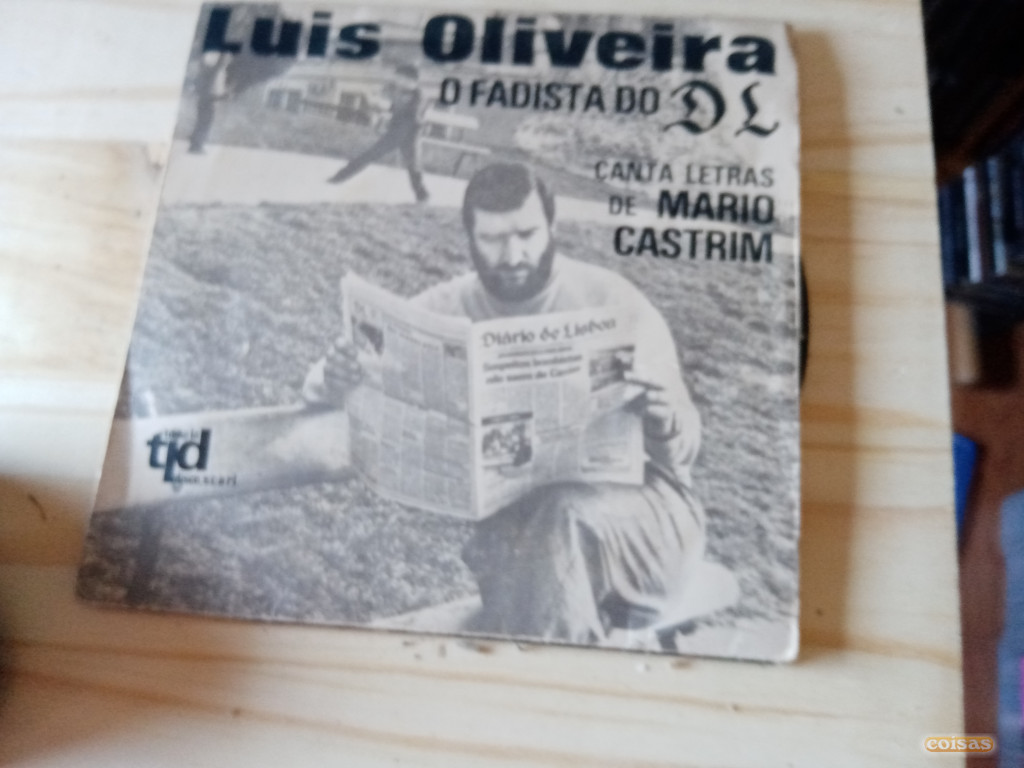 Luis Oliveira
O FADISTA DO DL
CANTA LETRAS
DE MARIO
CASTRIM
Diário de Lisboa
tld
coisas